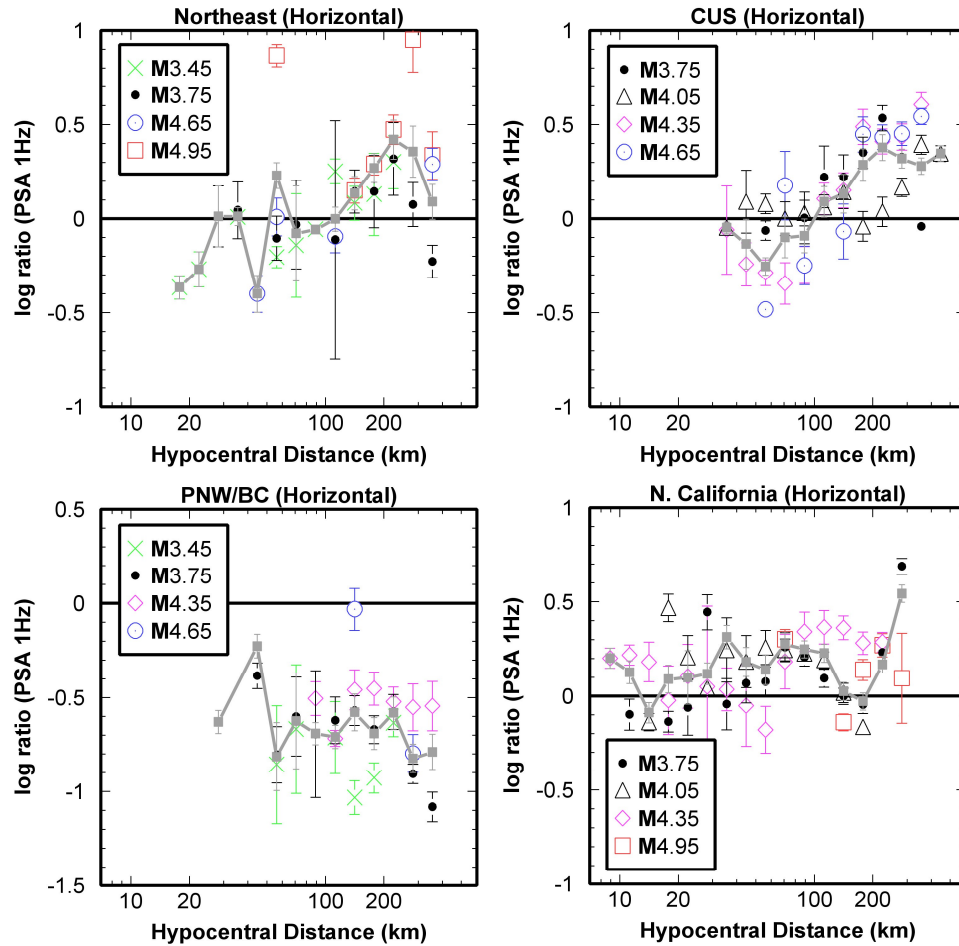 Northeast (Horizontal)
log ratio (PSA 1Hz)
1
0.5
0
-0.5
-1
M3.45
M3.75
M4.65
M4.95
10
20
100
200
Hypocentral Distance (km)
CUS (Horizontal)
log ratio (PSA 1Hz)
1
0.5
0
-0.5
-1
M3.75
M4.05
M4.35
M4.65
10
20
100
200
Hypocentral Distance (km)
PNW/BC (Horizontal)
log ratio (PSA 1Hz)
0.5
0
-0.5
-1
-1.5
M3.45
M3.75
M4.35
M4.65
10
20
100
200
Hypocentral Distance (km)
N. California (Horizontal)
log ratio (PSA 1Hz)
1
0.5
0
-0.5
-1
M3.75
M4.05
M4.35
M4.95
10
20
100
200
Hypocentral Distance (km)